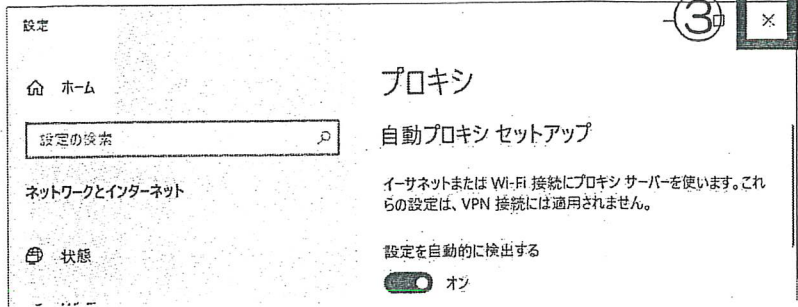 設定
③
ホーム
設定の検索
ネットワークとインターネット
状態
プロキシ
自動プロキシ セットアップ
イーサネットまたは Wi-Fi 接続にプロキシ サーバーを使います。これ
らの設定は、VPN 接続には適用されません。
設定を自動的に検出する
オン